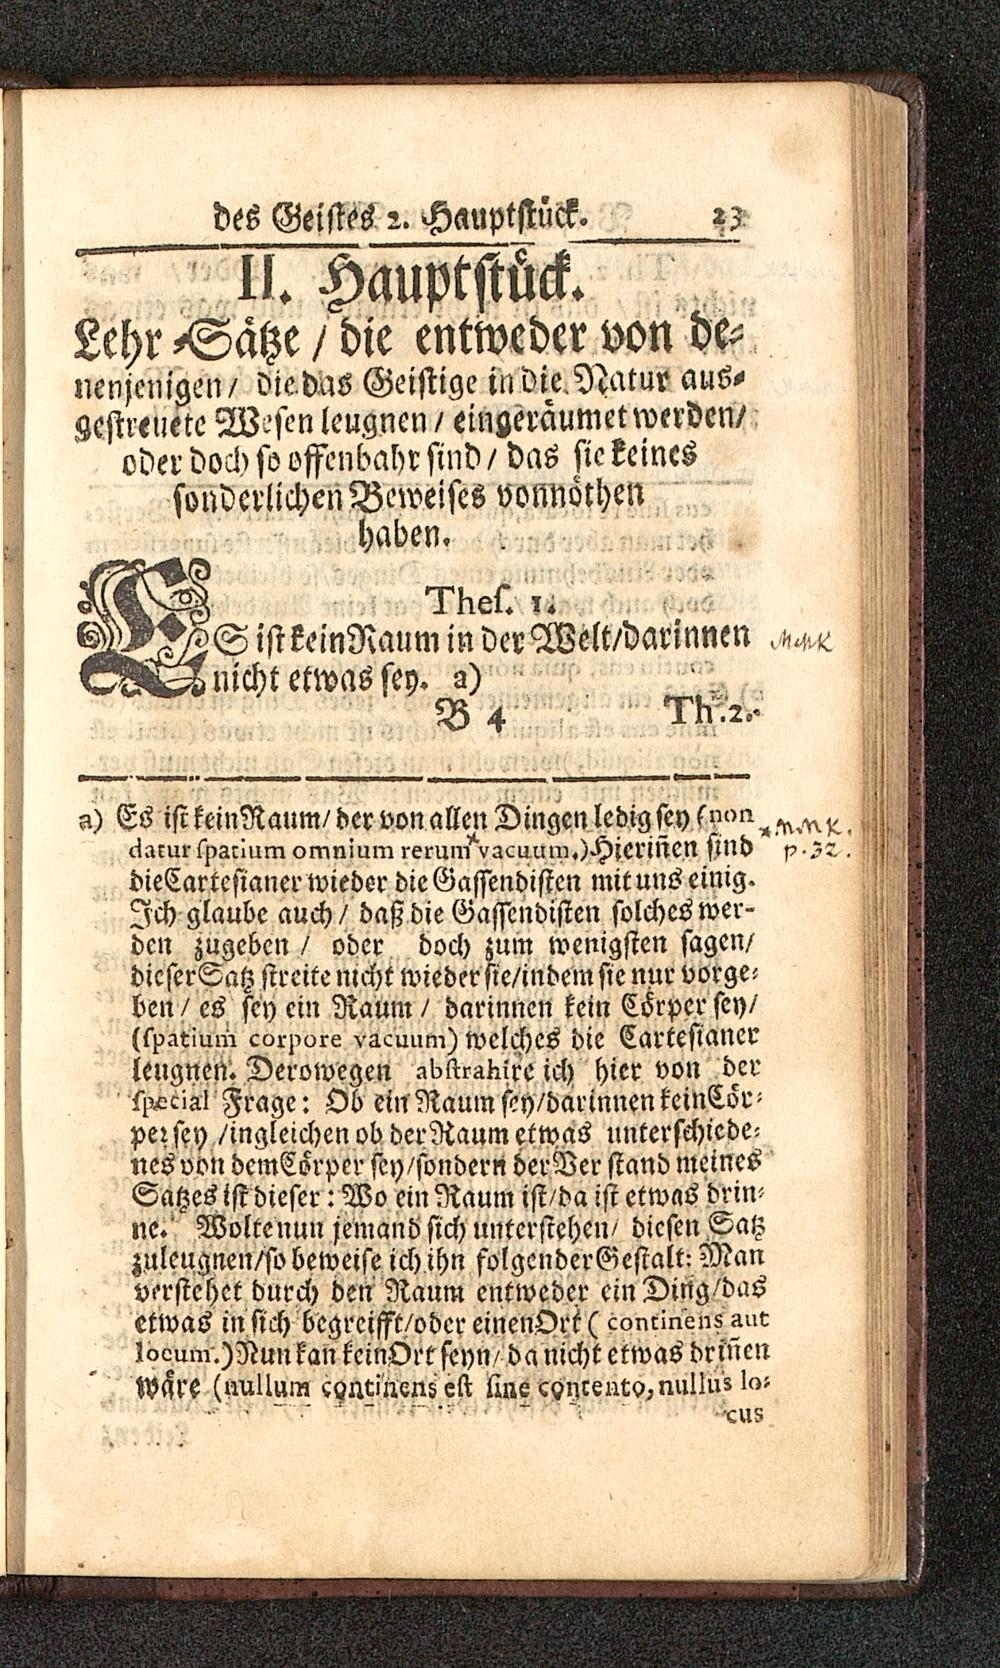 des Geistes 2. Hauptstück. 23
II. Hauptstück.
Lehr-Sätze / die entweder von de-
nenjenigen / die das Geistige in die Natur aus-
gestreuete Wesen leugnen / eingeräumet werden /
oder doch so offenbahr sind / das sie keines
sonderlichen Beweises vonnöthen
haben.
Thes. 1.
ES ist kein Raum in der Welt / darinnen
nicht etwas sey. a)
B 4 Th. 2.
a) Es ist kein Raum / der von allen Dingen ledig sey (non
datur spatium omnium rerum vacuum.) Hieriñen sind
die Cartesianer wieder die Gassendisten mit uns einig.
Ich glaube auch / daß die Gassendisten solches wer-
den zugeben / oder doch zum wenigsten sagen /
dieser Satz streite nicht wieder sie / indem sie nur vorge-
ben / es sey ein Raum / darinnen kein Cörper sey /
(spatium corpore vacuum) welches die Cartesianer
leugnen. Derowegen abstrahire ich hier von der
special Frage: Ob ein Raum sey / darinnen kein Cör-
per sey / ingleichen ob der Raum etwas unterschiede-
nes von dem Cörper sey / sondern der Verstand meines
Satzes ist dieser: Wo ein Raum ist / da ist etwas drin-
ne. Wolte nun jemand sich unterstehen / diesen Satz
zuleugnen / so beweise ich ihn folgender Gestalt: Man
verstehet durch den Raum entweder ein Ding / das
etwas in sich begreifft / oder einen Ort (continens aut
locum.) Nun kan kein Ort seyn / da nicht etwas driñen
wäre (nullum continens est sine contento, nullus lo-
cus
* MMK.
p. 32.